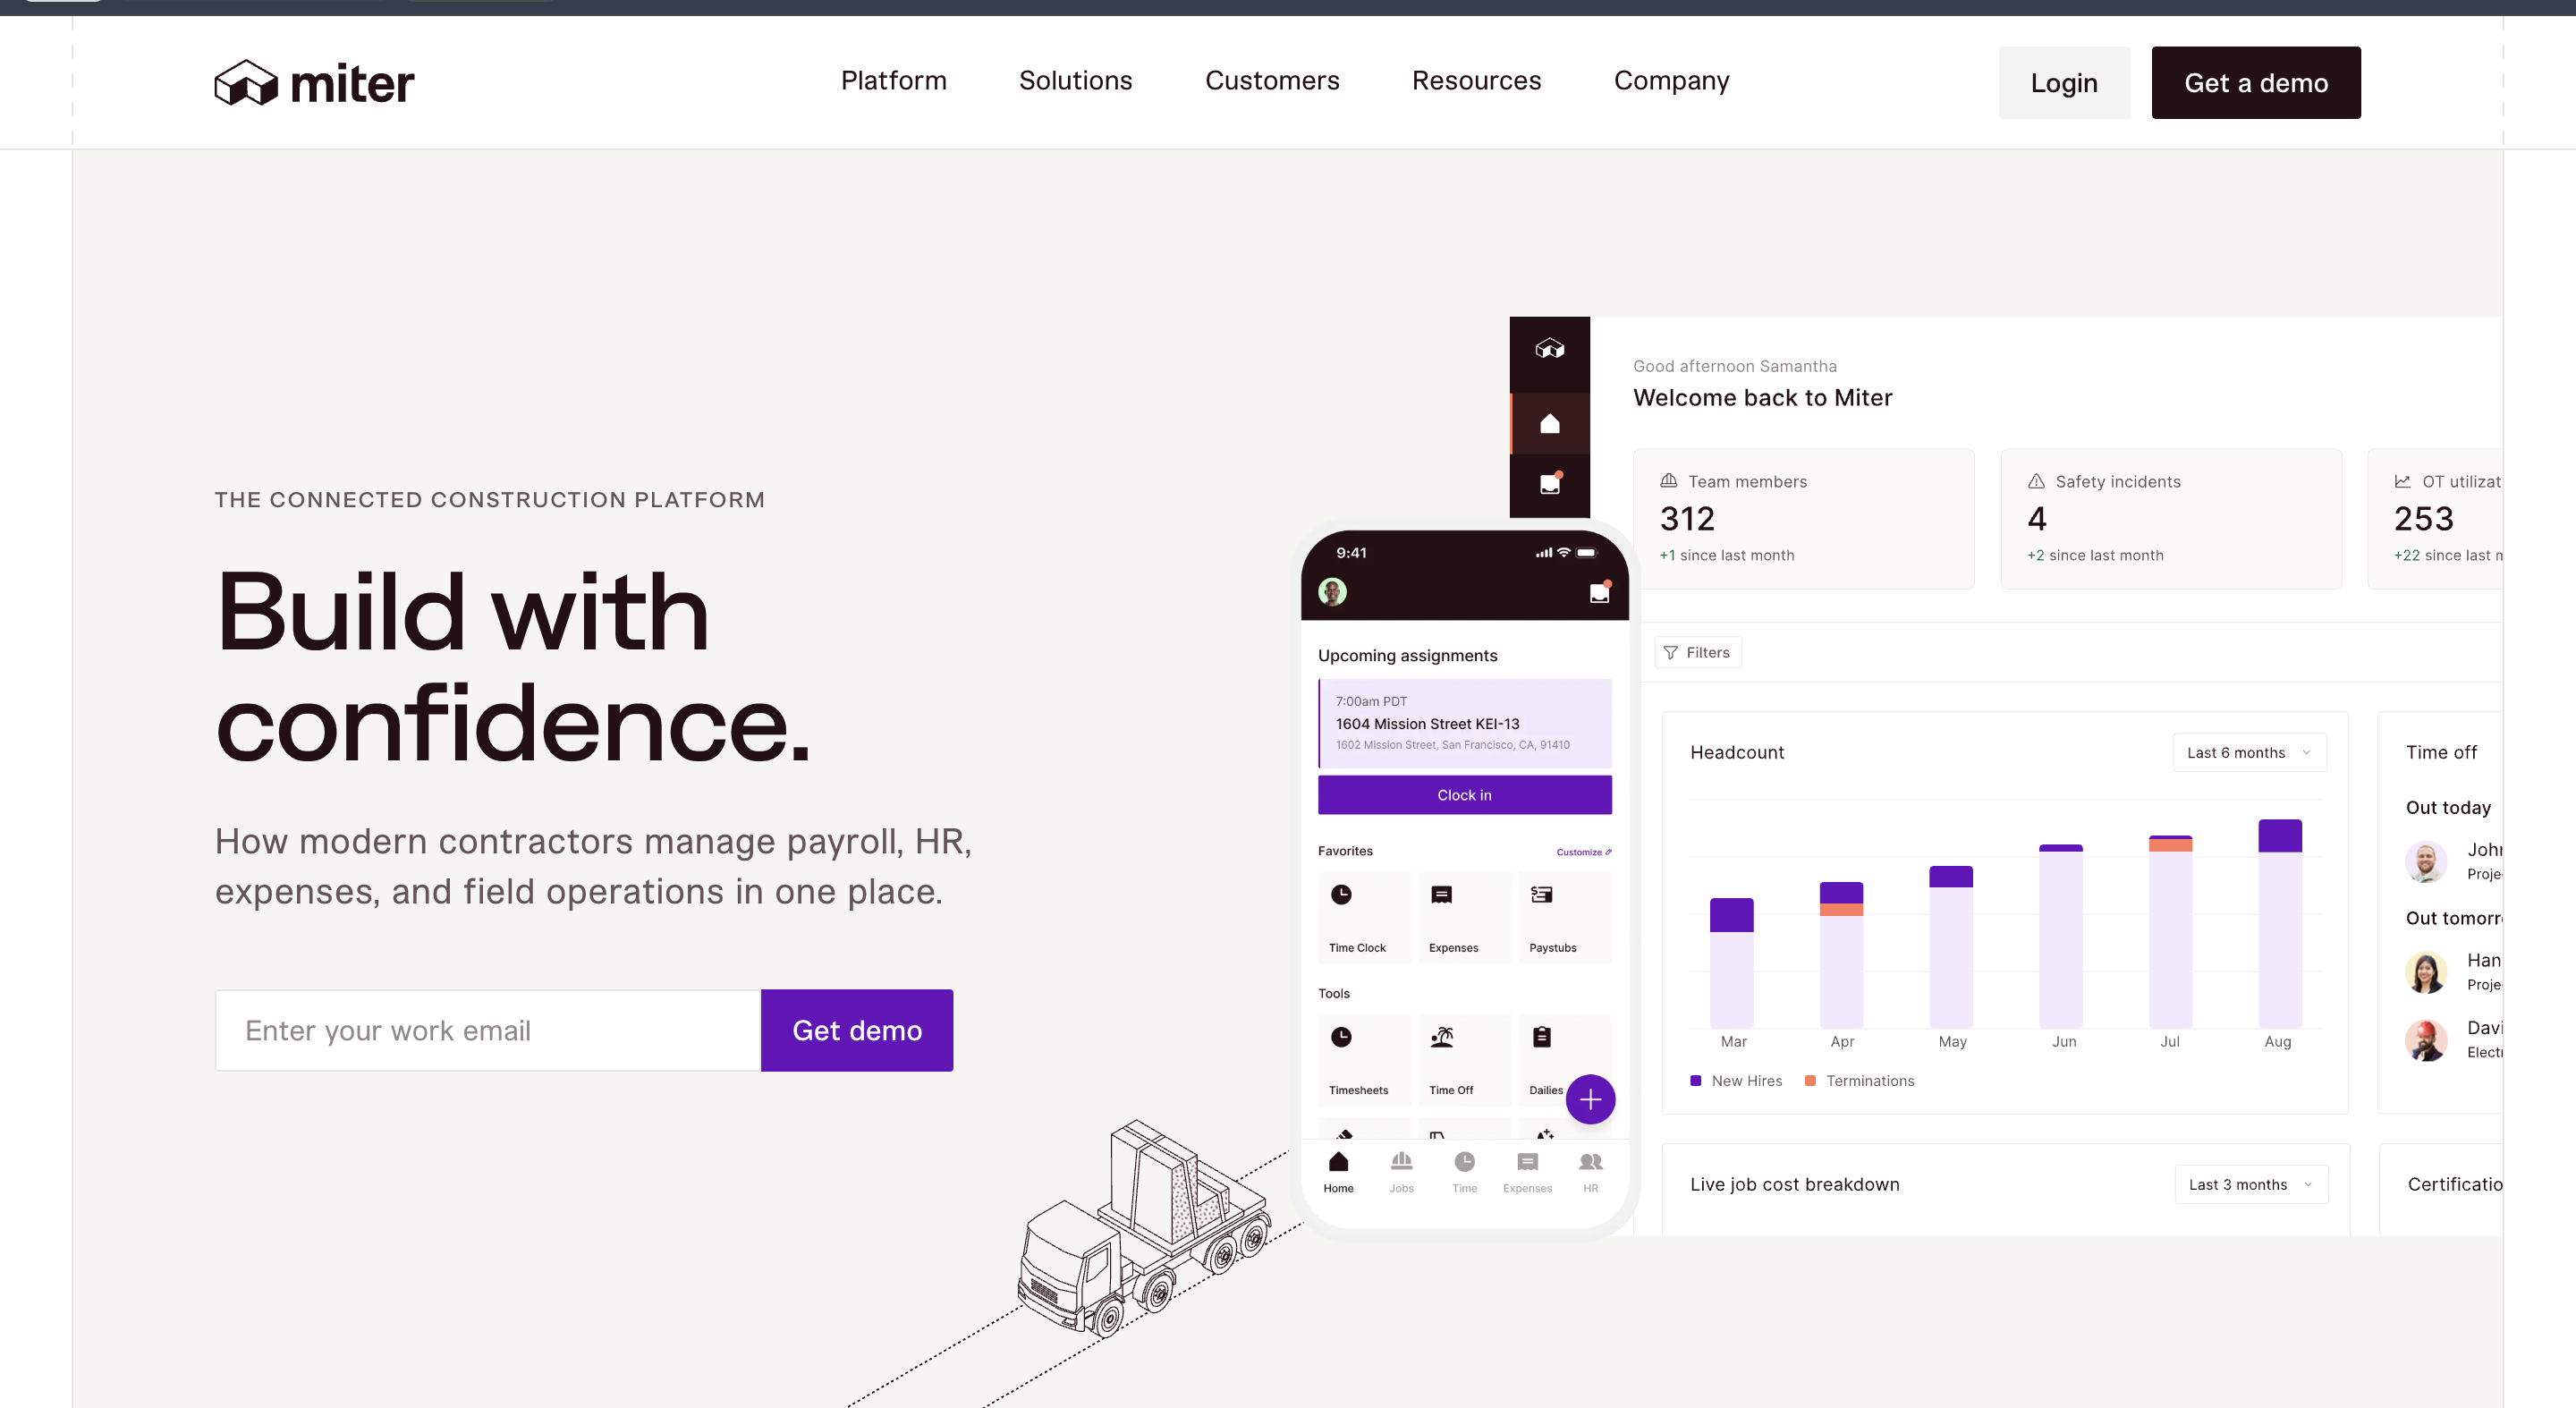 miter
Platform
Solutions
Customers
Resources
Company
Login
Get a demo
THE CONNECTED CONSTRUCTION PLATFORM
Build with
confidence.
How modern contractors manage payroll, HR,
expenses, and field operations in one place.
Enter your work email
Get demo
9:41
Upcoming assignments
7:00am PDT
1604 Mission Street KEI-13
1602 Mission Street, San Francisco, CA, 91410
Clock in
Favorites
Customize
Time Clock
Expenses
Paystubs
Tools
Timesheets
Time Off
Dailies
Home
Jobs
Time
Expenses
HR
Good afternoon Samantha
Welcome back to Miter
Team members
312
+1 since last month
Safety incidents
4
+2 since last month
OT utilizat
253
+22 since last
Filters
Headcount
Last 6 months
Mar
Apr
May
Jun
Jul
Aug
New Hires
Terminations
Time off
Out today
Proje
Out tomorr
Han
Proje
Davi
Elect
Live job cost breakdown
Last 3 months
Certificatio